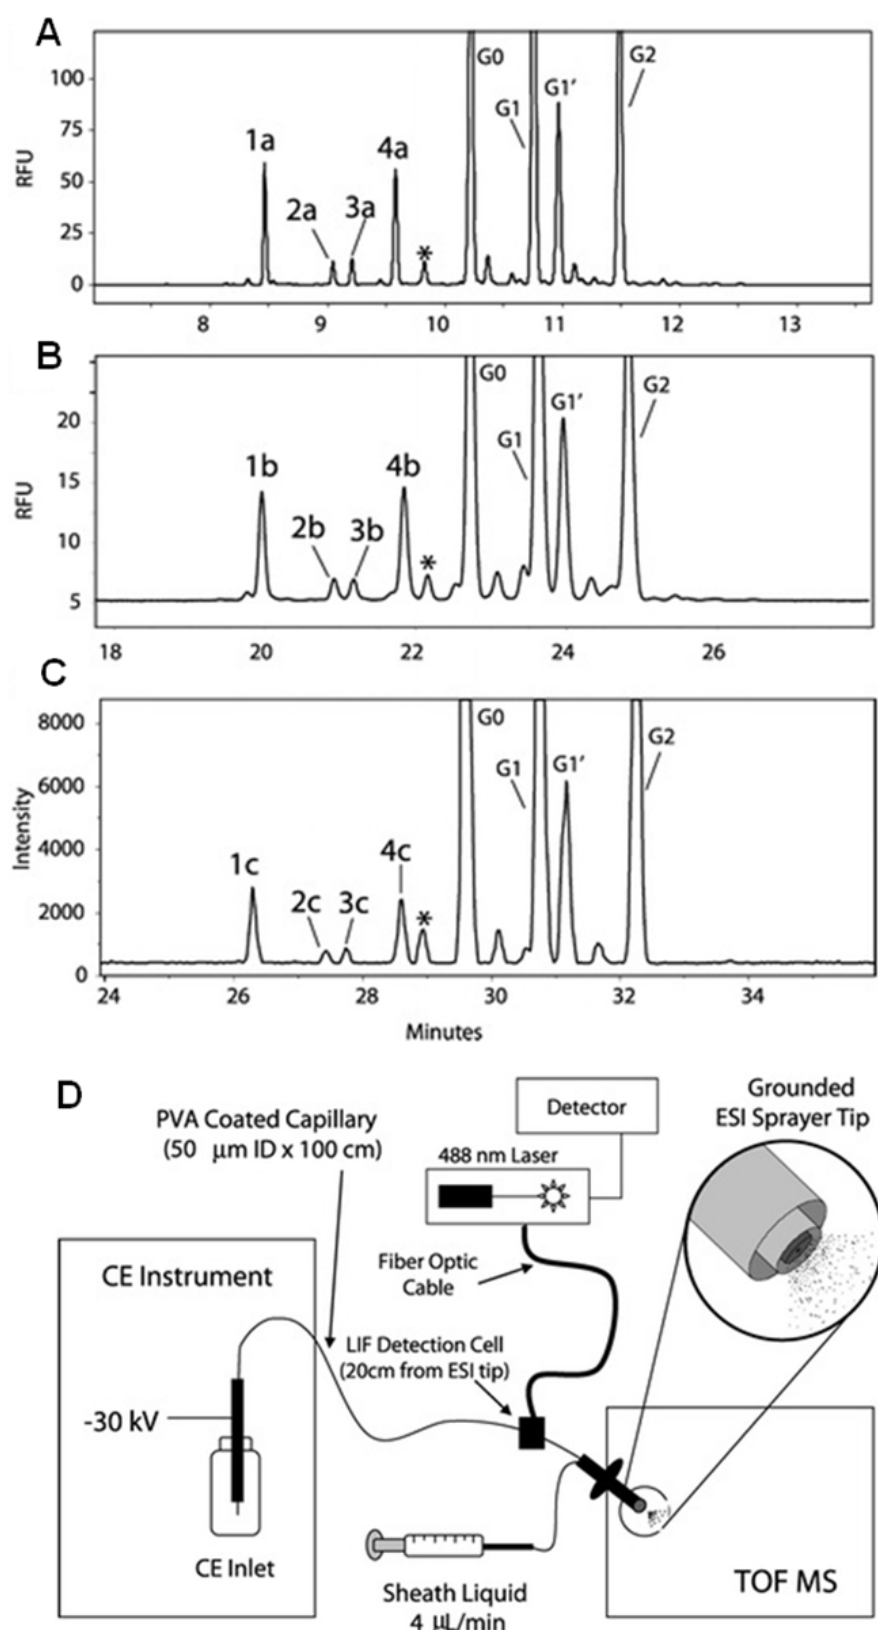 A
RFU
100
75
50
25
0
1a
2a
3a
4a
*
G0
G1
G1’
G2
8
9
10
11
12
13
B
RFU
20
15
10
5
1b
2b
3b
4b
*
G0
G1
G1’
G2
18
20
22
24
26
C
Intensity
8000
6000
4000
2000
0
1c
2c
3c
4c
*
G0
G1
G1’
G2
24
26
28
30
32
34
Minutes
D
PVA Coated Capillary
(50 μm ID x 100 cm)
Detector
488 nm Laser
Grounded
ESI Sprayer Tip
CE Instrument
Fiber Optic
Cable
LIF Detection Cell
(20cm from ESI tip)
-30 kV
CE Inlet
Sheath Liquid
4 μL/min
TOF MS